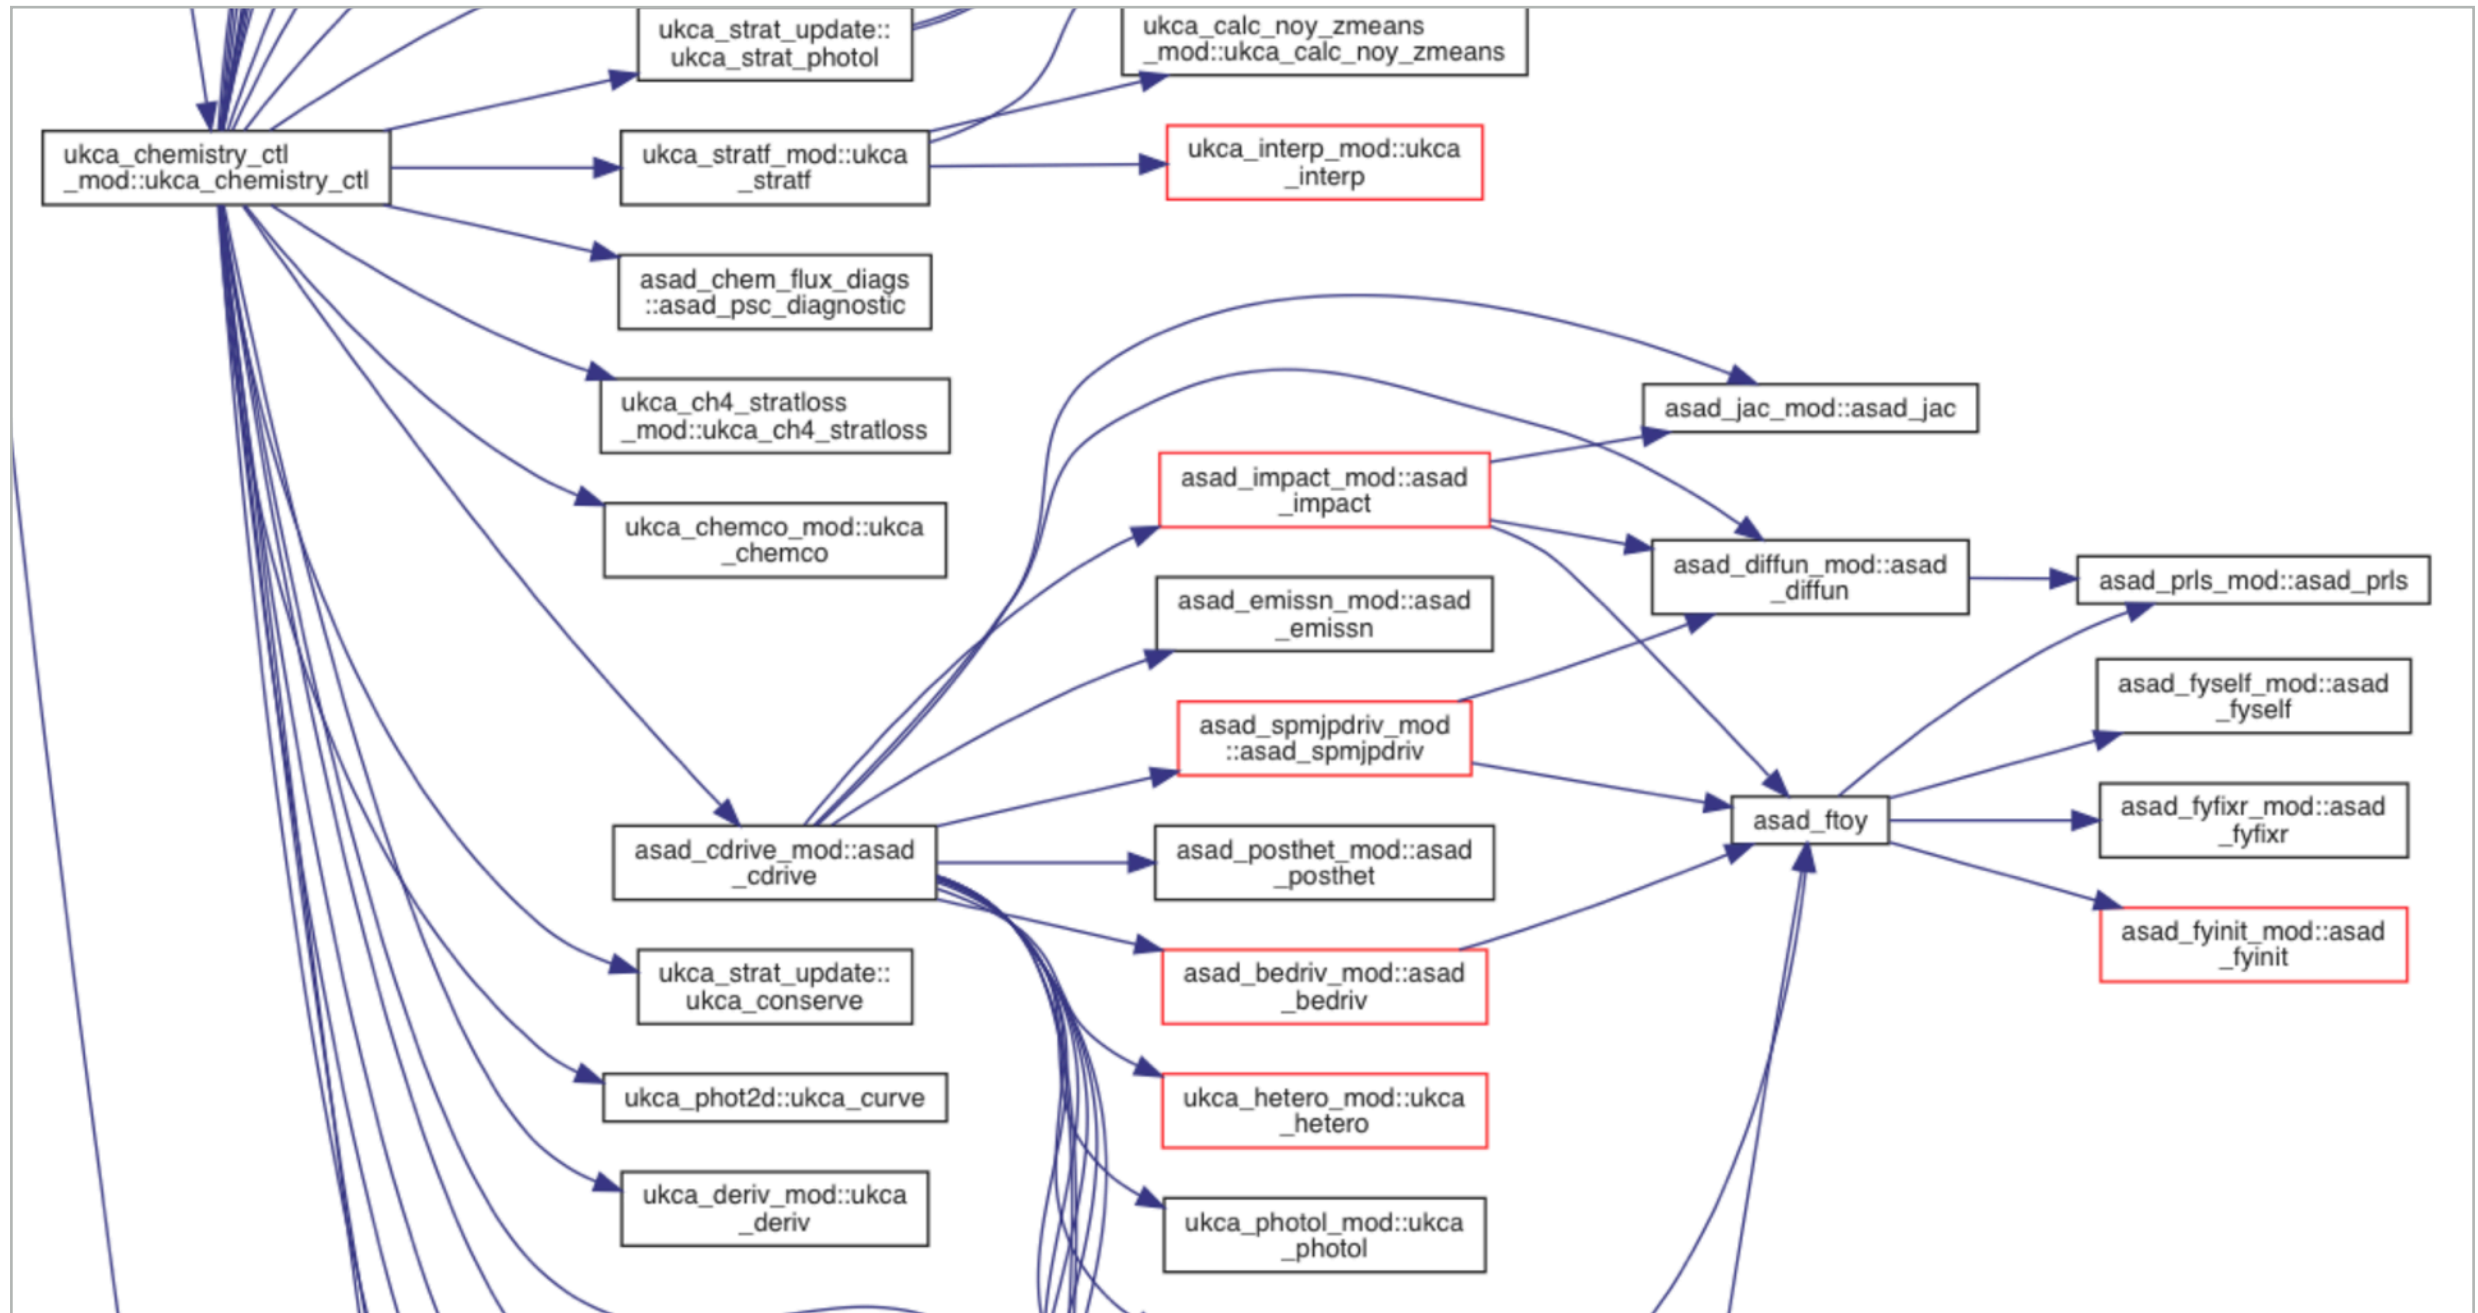 ukca_strat_update::
ukca_strat_photol
ukca_calc_noy_zmeans
_mod::ukca_calc_noy_zmeans
ukca_chemistry_ctl
_mod::ukca_chemistry_ctl
ukca_stratf_mod::ukca
_stratf
ukca_interp_mod::ukca
_interp
asad_chem_flux_diags
::asad_psc_diagnostic
ukca_ch4_stratloss
_mod::ukca_ch4_stratloss
asad_jac_mod::asad_jac
asad_impact_mod::asad
_impact
ukca_chemco_mod::ukca
_chemco
asad_diffun_mod::asad
_diffun
asad_prls_mod::asad_prls
asad_emissn_mod::asad
_emissn
asad_fyself_mod::asad
_fyself
asad_spmjpdriv_mod
::asad_spmjpdriv
asad_ftoy
asad_fyfixr_mod::asad
_fyfixr
asad_cdrive_mod::asad
_cdrive
asad_posthet_mod::asad
_posthet
asad_fyinit_mod::asad
_fyinit
ukca_strat_update::
ukca_conserve
asad_bedriv_mod::asad
_bedriv
ukca_phot2d::ukca_curve
ukca_hetero_mod::ukca
_hetero
ukca_deriv_mod::ukca
_deriv
ukca_photol_mod::ukca
_photol